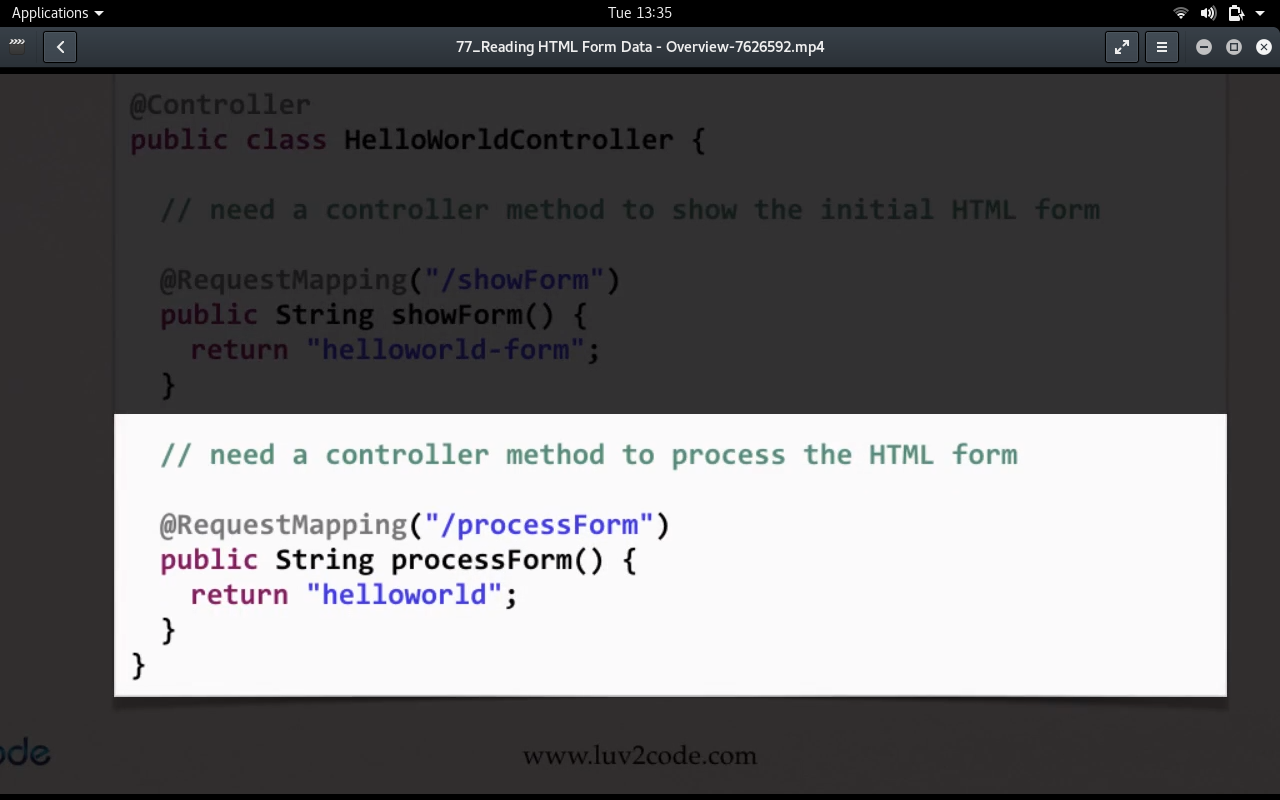 Applications
Tue 13:35
77_Reading HTML Form Data - Overview-7626592.mp4
@Controller
public class HelloWorldController {
// need a controller method to show the initial HTML form
@RequestMapping("/showForm")
public String showForm() {
return "helloworld-form";
}
// need a controller method to process the HTML form
@RequestMapping("/processForm")
public String processForm() {
return "helloworld";
}
}
ode
www.luv2code.com